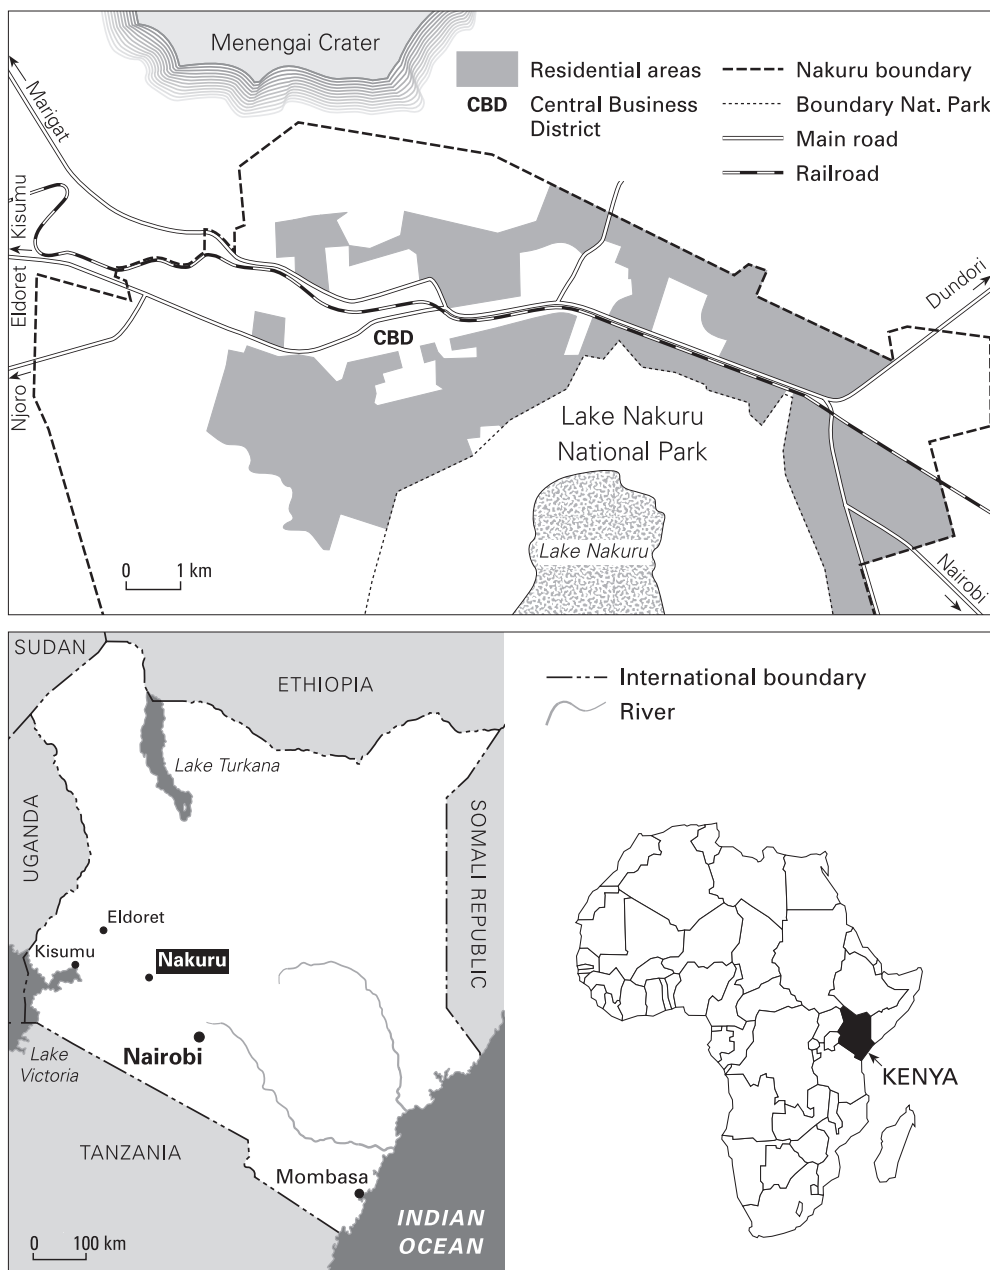 Menengai Crater
Residential areas
CBD Central Business
District
Nakuru boundary
Boundary Nat. Park
Main road
Railroad
Marigat
Kisumu
Eldoret
Njoro
Dundori
CBD
Lake Nakuru
National Park
Lake Nakuru
Nairobi
0 1 km
SUDAN
ETHIOPIA
Lake Turkana
UGANDA
SOMALI REPUBLIC
Eldoret
Kisumu
Nakuru
Nairobi
Lake
Victoria
TANZANIA
Mombasa
INDIAN
OCEAN
0 100 km
International boundary
River
KENYA